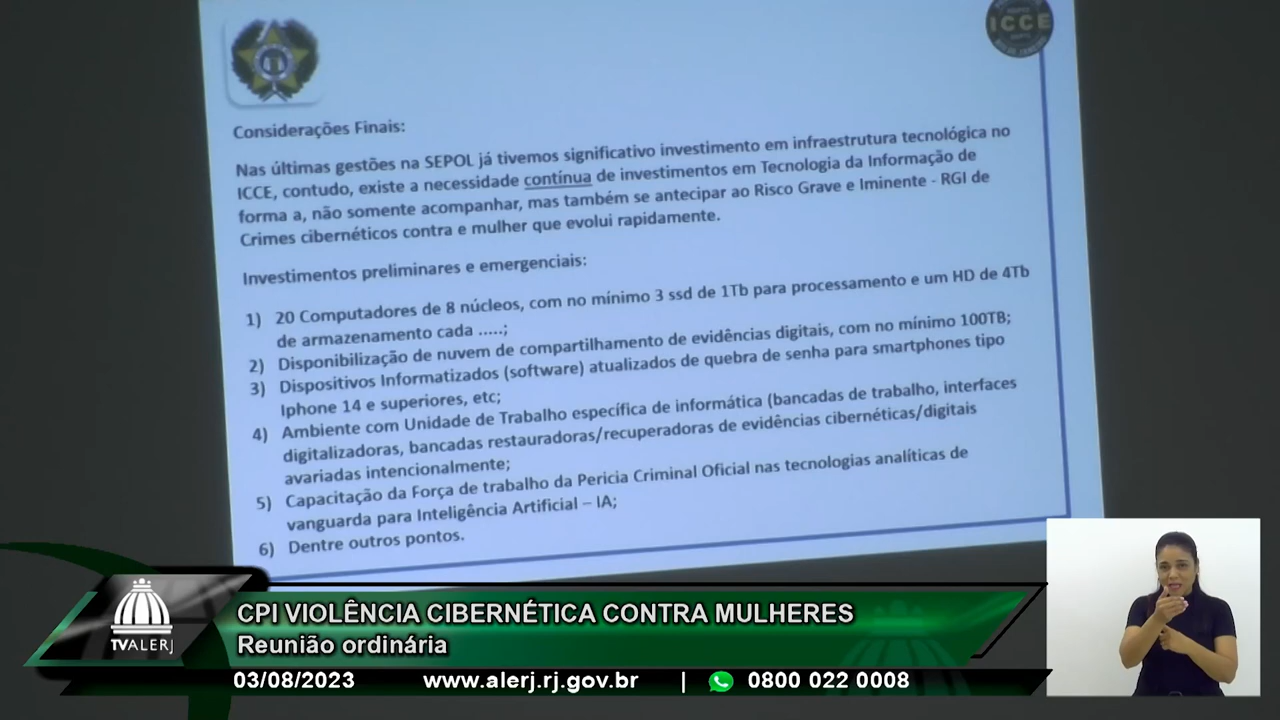 ICCE
Considerações Finais:
Nas últimas gestões na SEPOL já tivemos significativo investimento em infraestrutura tecnológica no
ICCE, contudo, existe a necessidade contínua de investimentos em Tecnologia da Informação de
forma a, não somente acompanhar, mas também se antecipar ao Risco Grave e Iminente - RGI de
Crimes cibernéticos contra e mulher que evolui rapidamente.
Investimentos preliminares e emergenciais:
1) 20 Computadores de 8 núcleos, com no mínimo 3 ssd de 1Tb para processamento e um HD de 4Tb
de armazenamento cada .....;
2) Disponibilização de nuvem de compartilhamento de evidências digitais, com no mínimo 100TB;
3) Dispositivos Informatizados (software) atualizados de quebra de senha para smartphones tipo
Iphone 14 e superiores, etc;
4) Ambiente com Unidade de Trabalho específica de informática (bancadas de trabalho, interfaces
digitalizadoras, bancadas restauradoras/recuperadoras de evidências cibernéticas/digitais
avariadas intencionalmente;
5) Capacitação da Força de trabalho da Pericia Criminal Oficial nas tecnologias analíticas de
vanguarda para Inteligência Artificial – IA;
6) Dentre outros pontos.
TVALERJ
CPI VIOLÊNCIA CIBERNÉTICA CONTRA MULHERES
Reunião ordinária
03/08/2023 www.alerj.rj.gov.br | 0800 022 0008